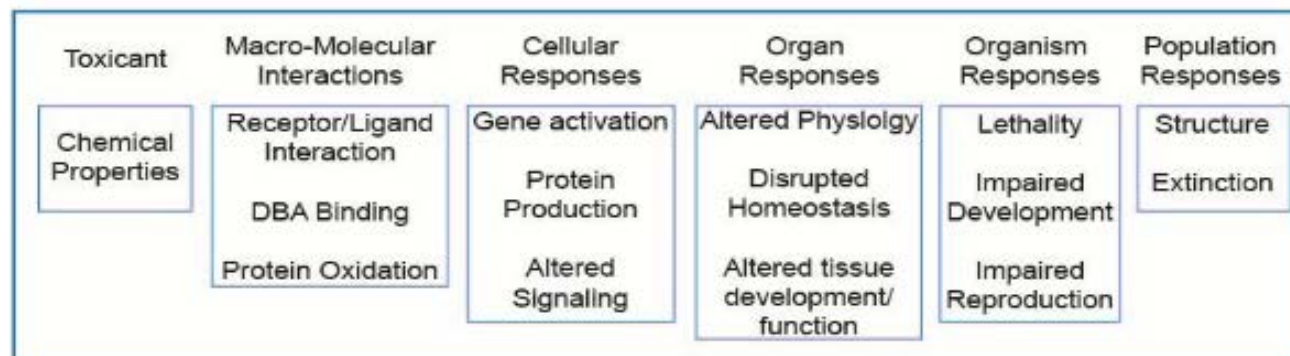 Toxicant
Macro-Molecular
Interactions
Cellular
Responses
Organ
Responses
Organism
Responses
Population
Responses
Chemical
Properties
Receptor/Ligand
Interaction
DBA Binding
Protein Oxidation
Gene activation
Protein
Production
Altered
Signaling
Altered Physlolgy
Disrupted
Homeostasis
Altered tissue
development/
function
Lethality
Impaired
Development
Impaired
Reproduction
Structure
Extinction